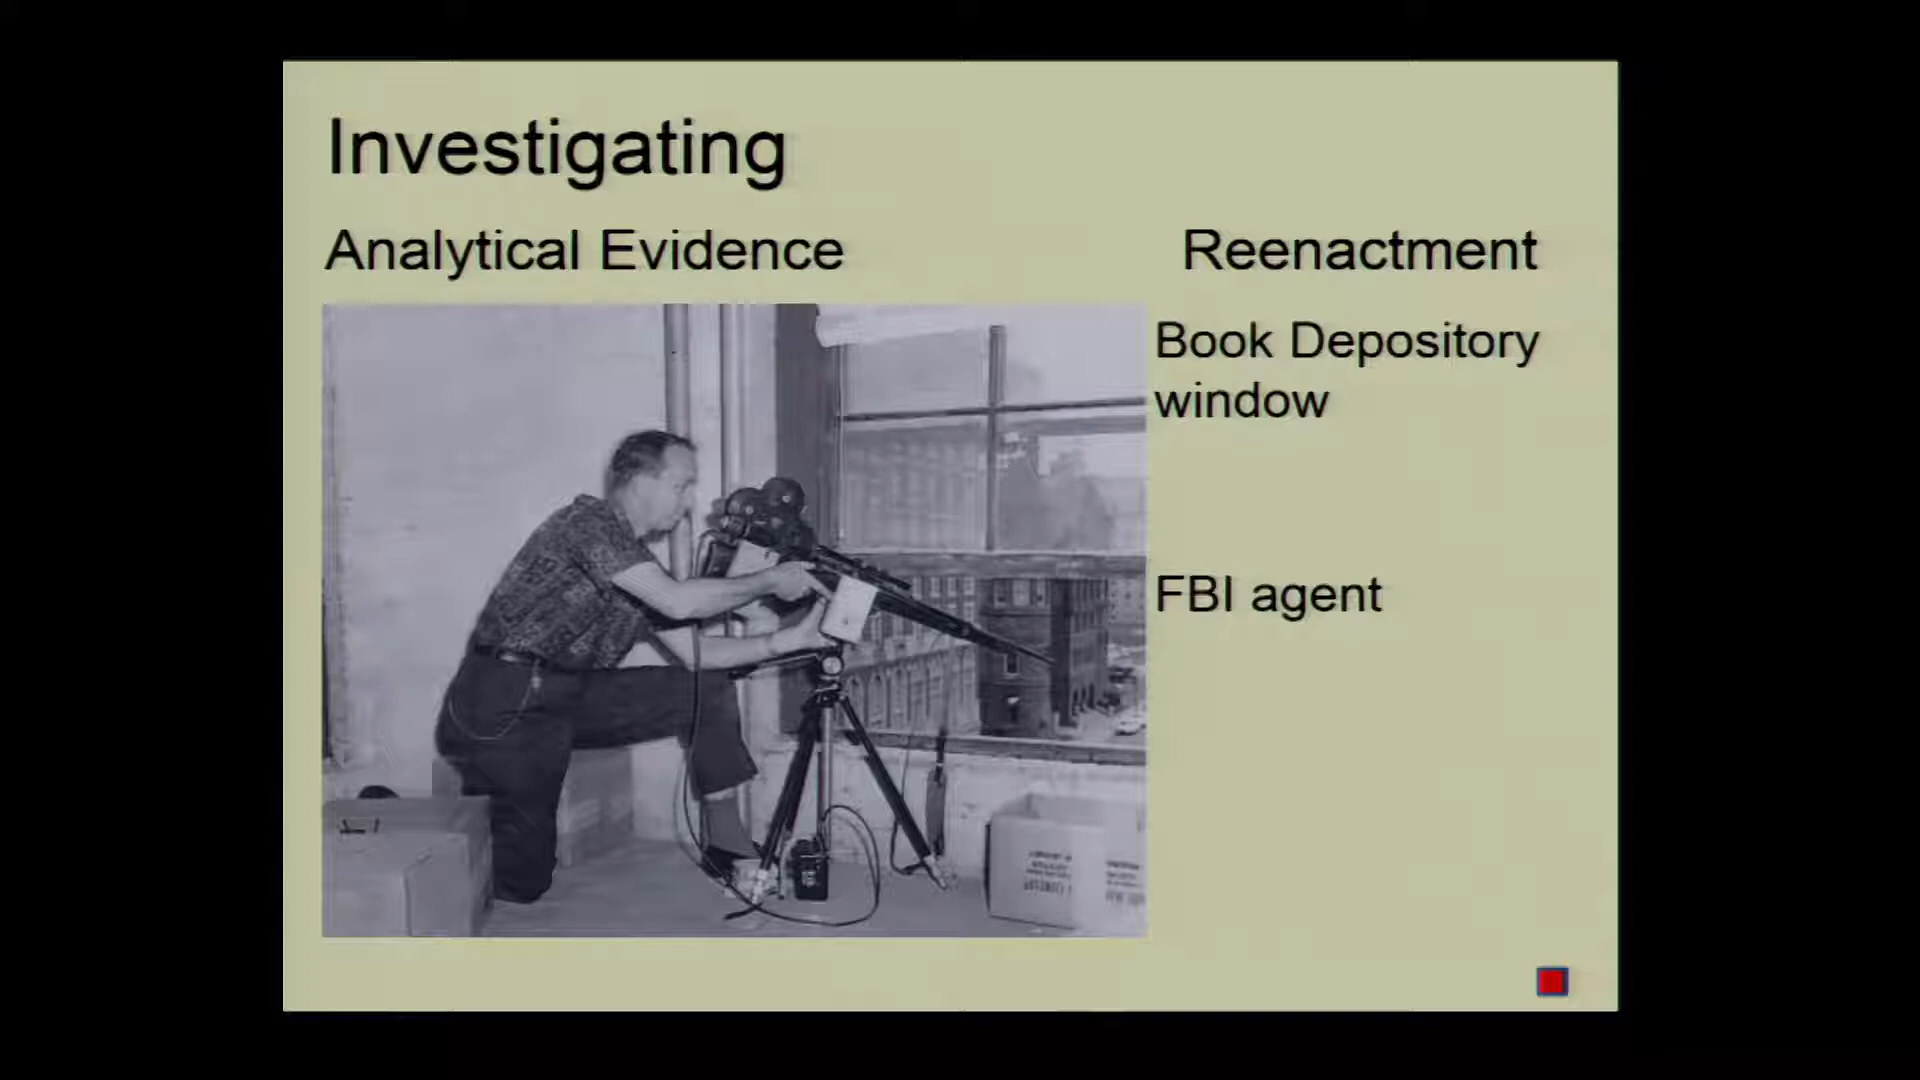 Investigating
Analytical Evidence
Reenactment
Book Depository
window
FBI agent